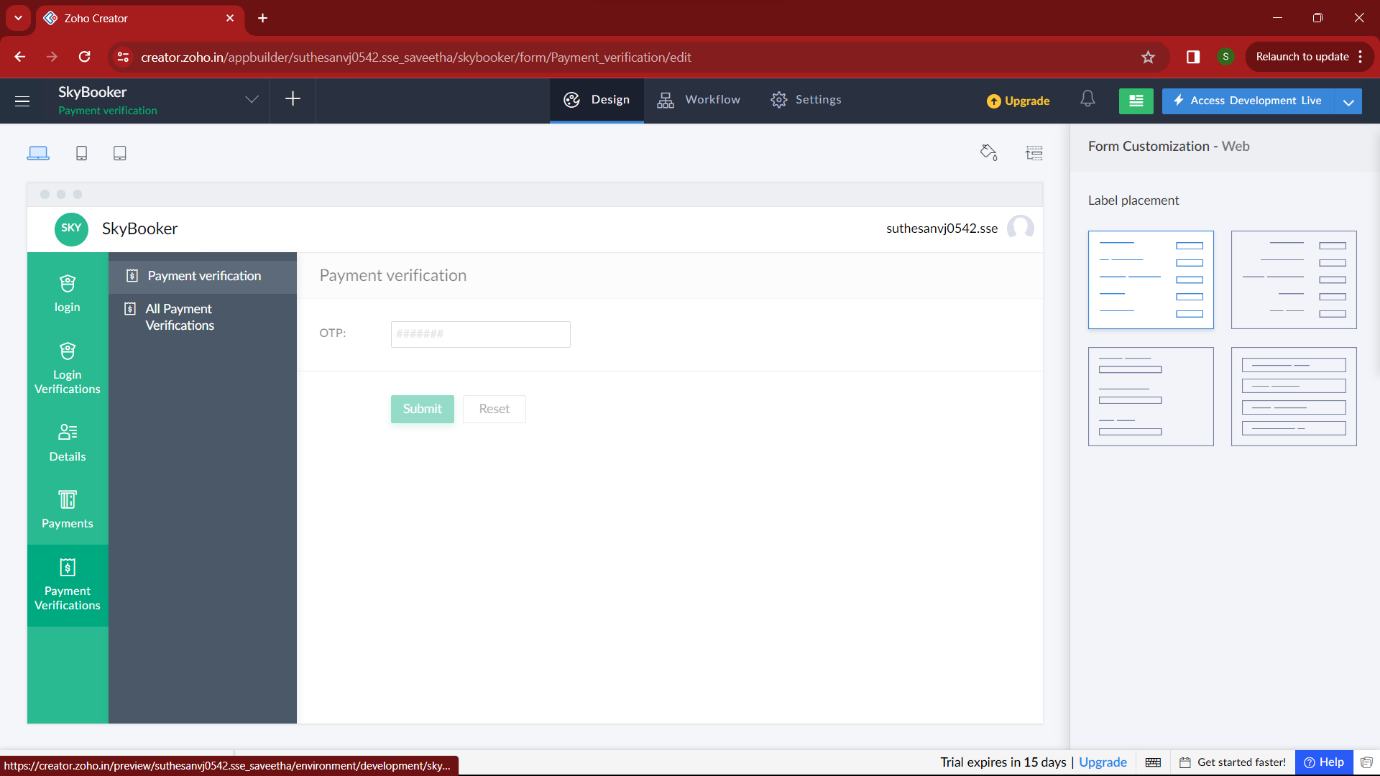 Zoho Creator
creator.zoho.in/appbuilder/suthesanvj0542.sse_saveetha/skybooker/form/Payment_verification/edit
S
Relaunch to update
SkyBooker
Payment verification
Design
Workflow
Settings
Upgrade
Access Development Live
Form Customization - Web
Label placement
SKY
SkyBooker
suthesanvj0542.sse
login
Login
Verifications
Details
Payments
Payment
Verifications
Payment verification
All Payment
Verifications
Payment verification
OTP:
#######
Submit
Reset
https://creator.zoho.in/preview/suthesanvj0542.sse_saveetha/environment/development/sky...
Trial expires in 15 days | Upgrade
Get started faster!
Help